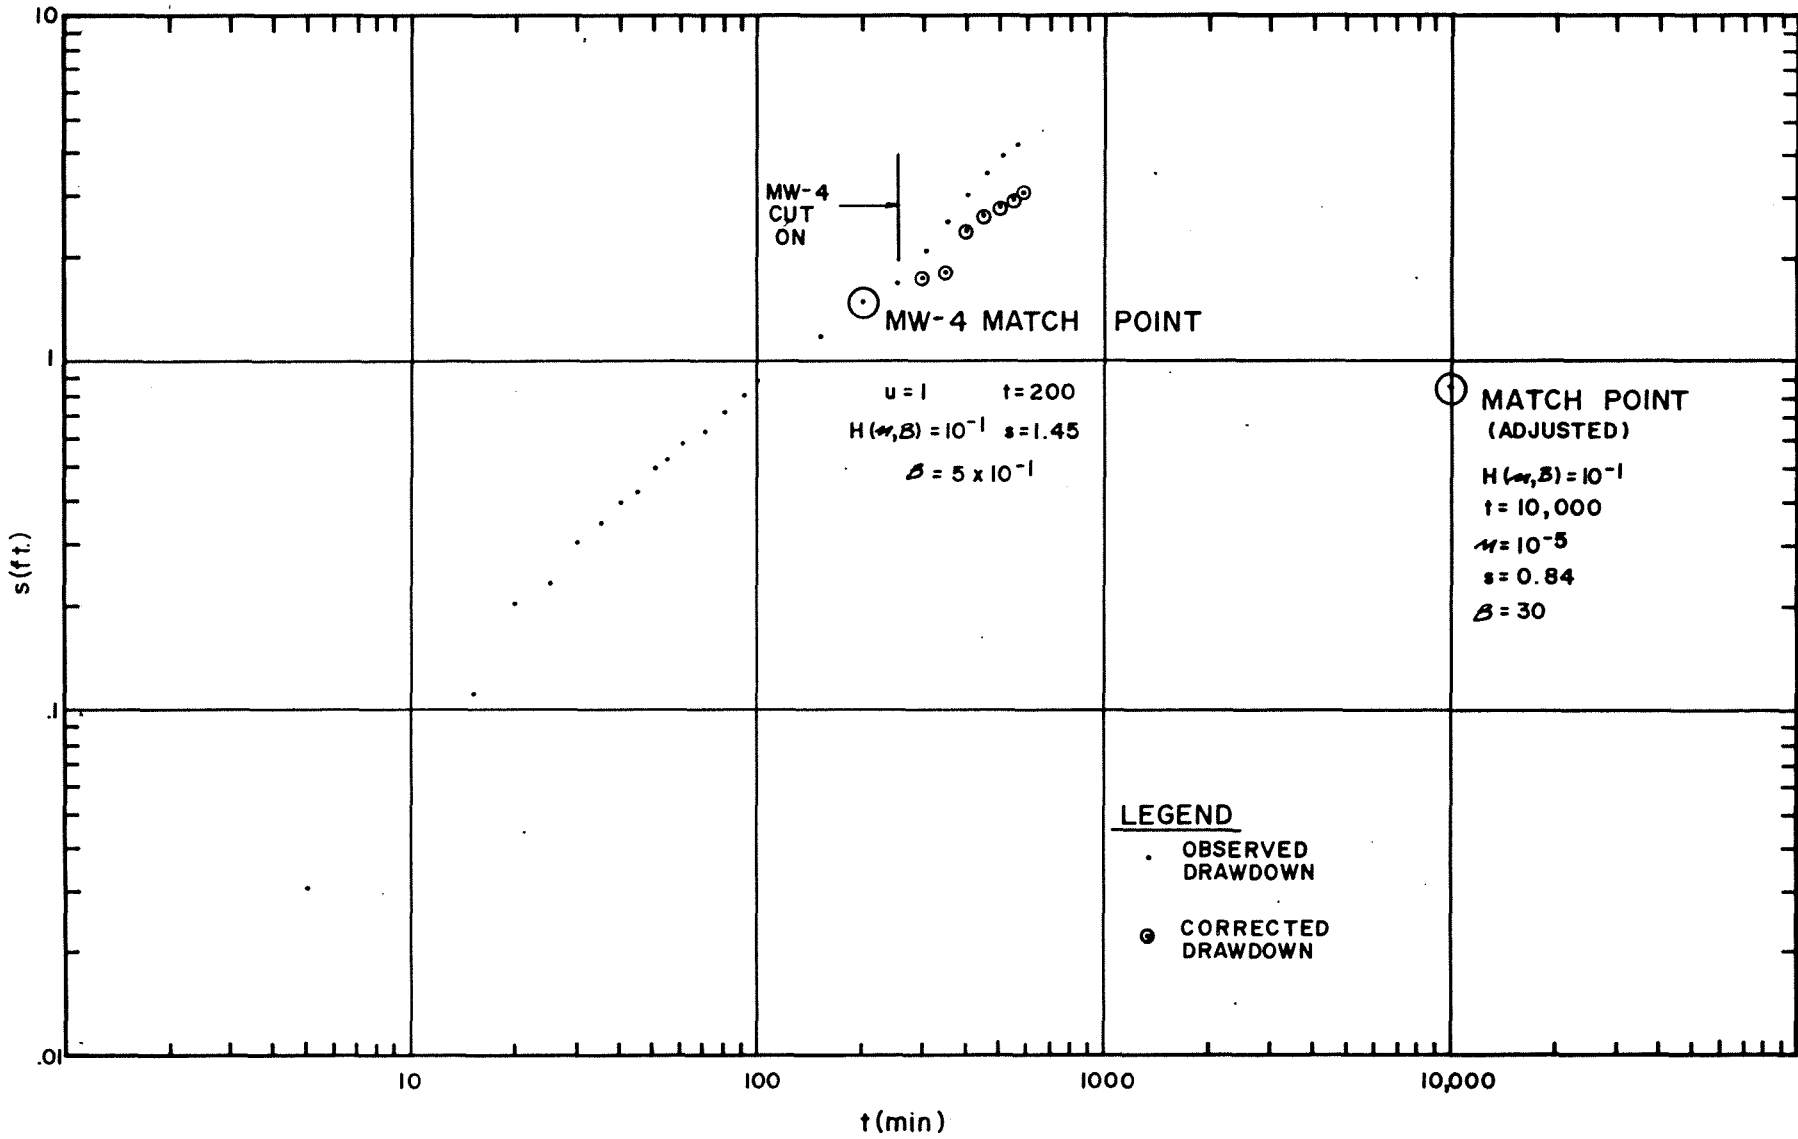 10
1
.1
.01
s(ft.)
10
100
1000
10,000
t(min)
MW-4
CUT
ON
MW-4 MATCH POINT
u=1 t=200
H(u,β)=10⁻¹ s=1.45
β=5x10⁻¹
MATCH POINT
(ADJUSTED)
H(u,β)=10⁻¹
t=10,000
u=10⁻⁵
s=0.84
β=30
LEGEND
OBSERVED
DRAWDOWN
CORRECTED
DRAWDOWN